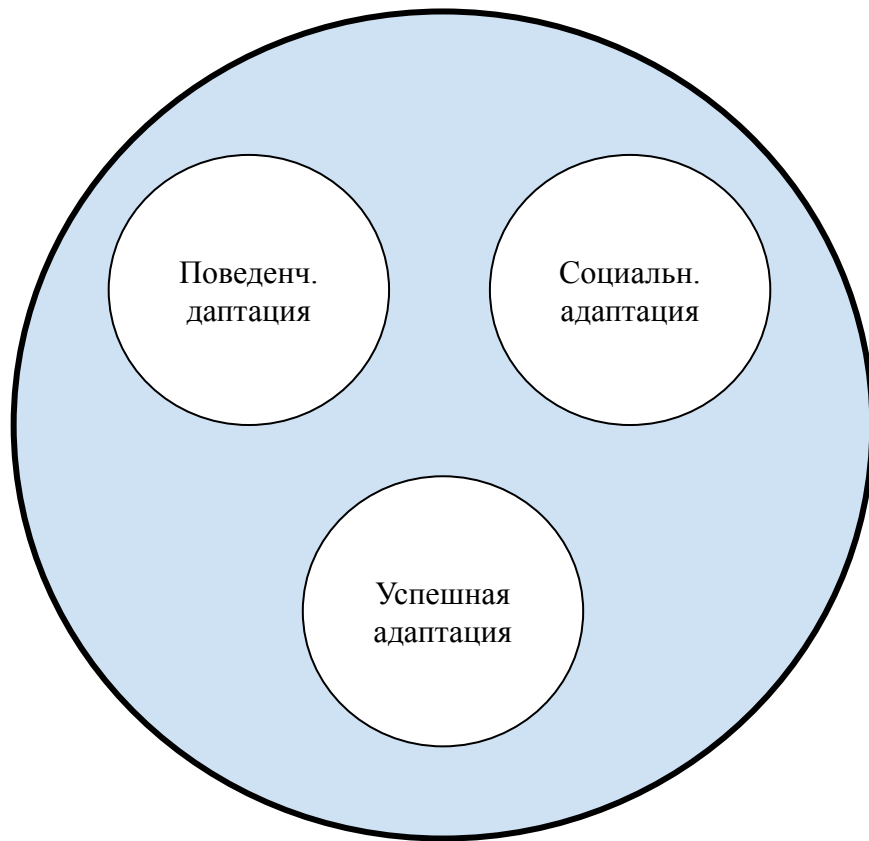 Поведенч.
даптация
Социальн.
адаптация
Успешная
адаптация